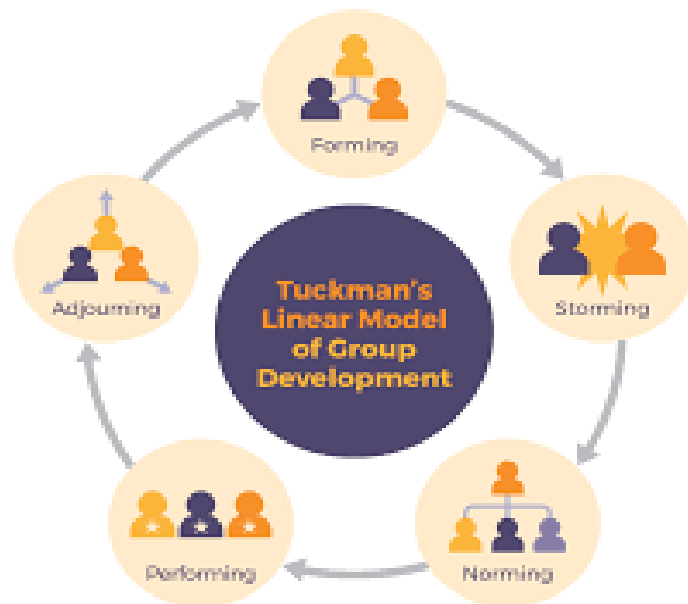 Forming
Storming
Norming
Performing
Adjourning
Tuckman's
Linear Model
of Group
Development